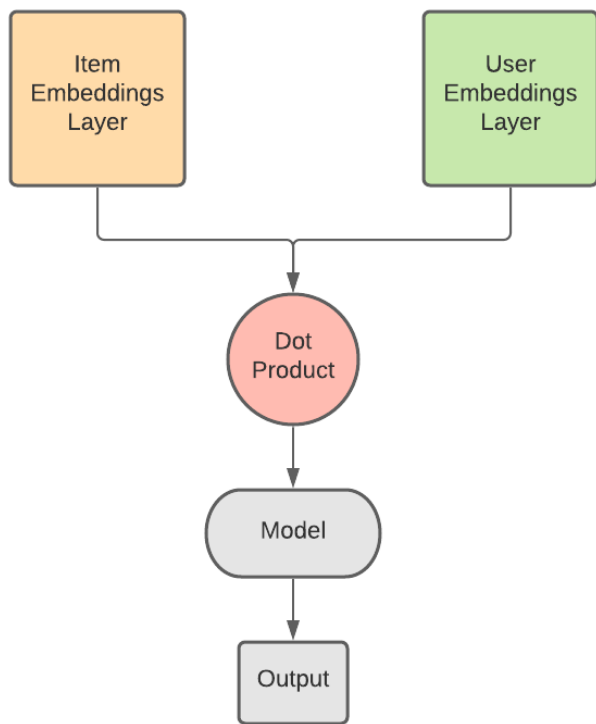 Item
Embeddings
Layer
User
Embeddings
Layer
Dot
Product
Model
Output